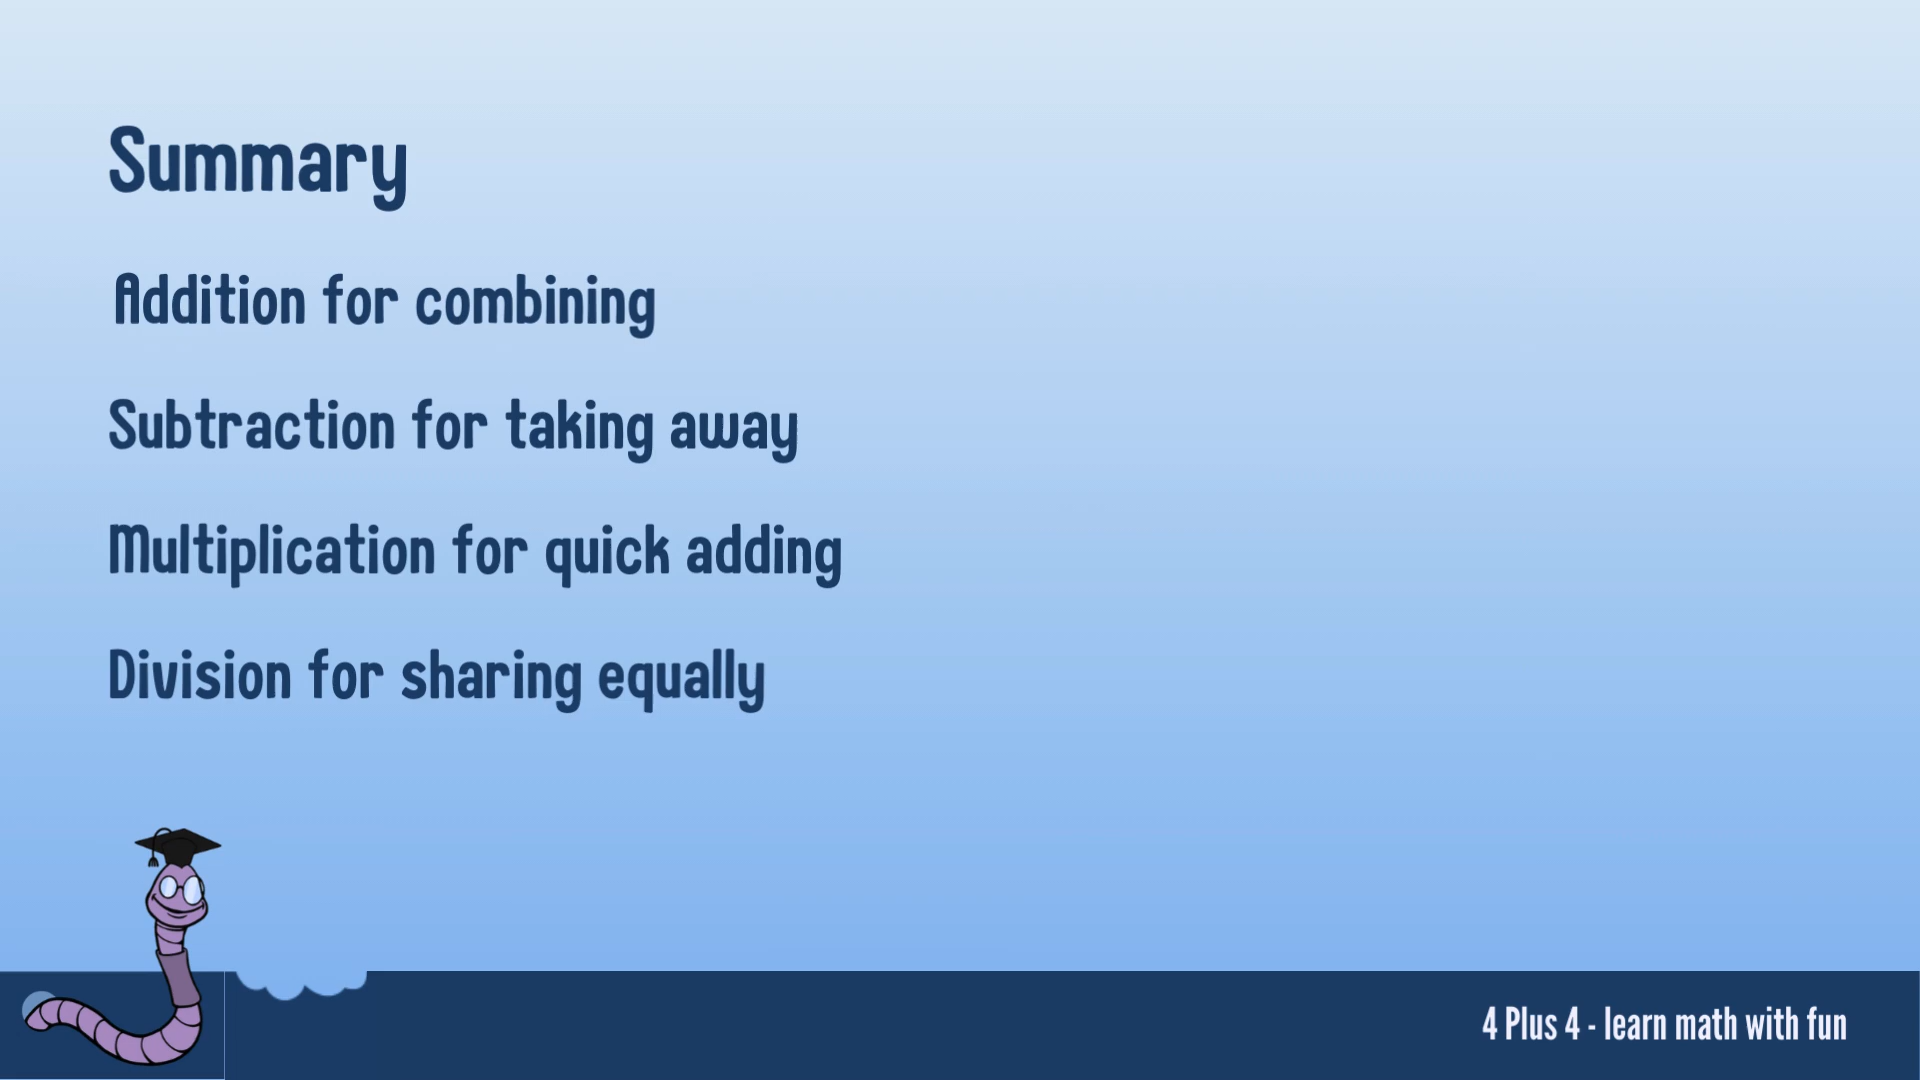 Summary
Addition for combining
Subtraction for taking away
Multiplication for quick adding
Division for sharing equally
4 Plus 4 - learn math with fun